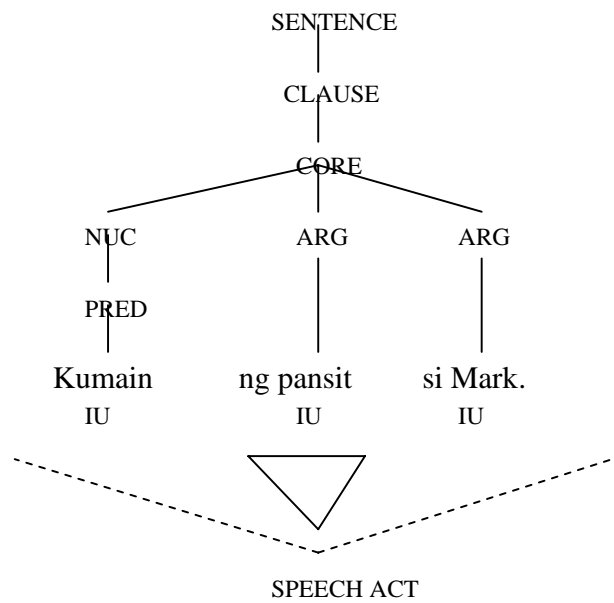 SENTENCE
CLAUSE
CORE
NUC ARG ARG
PRED
Kumain ng pansit si Mark.
IU IU IU
SPEECH ACT